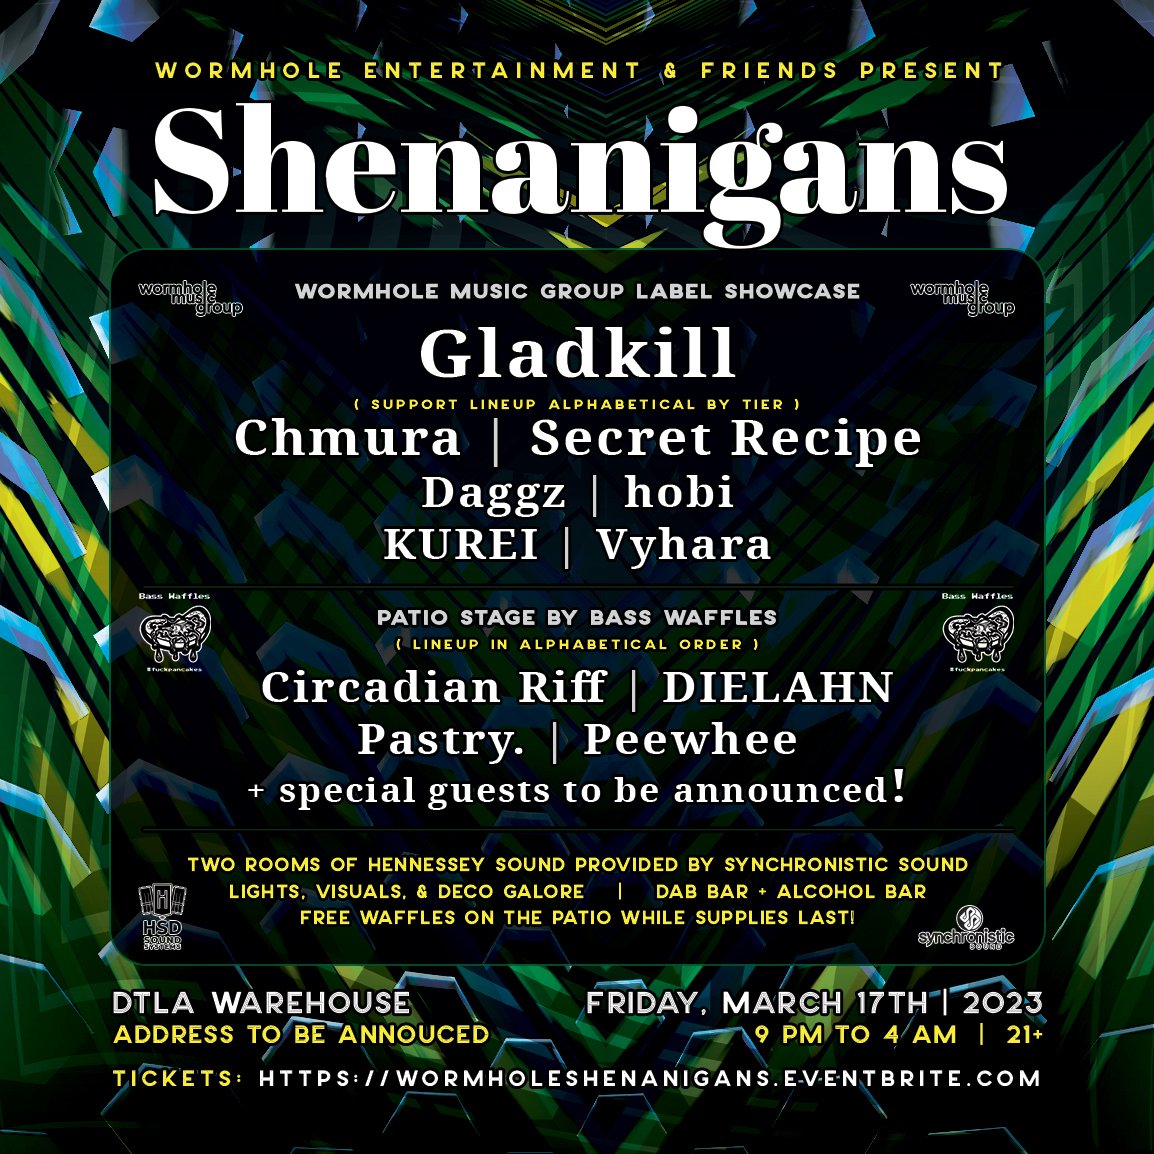 WORMHOLE ENTERTAINMENT & FRIENDS PRESENT
Shenanigans
wormhole music group
WORMHOLE MUSIC GROUP LABEL SHOWCASE
wormhole music group
Gladkill
( SUPPORT LINEUP ALPHABETICAL BY TIER )
Chmura | Secret Recipe
Daggz | hobi
KUREI | Vyhara
Bass Waffles
#fuckpancakes
Bass Waffles
#fuckpancakes
PATIO STAGE BY BASS WAFFLES
( LINEUP IN ALPHABETICAL ORDER )
Circadian Riff | DIELAHN
Pastry. | Peewhee
+ special guests to be announced!
TWO ROOMS OF HENNESSEY SOUND PROVIDED BY SYNCHRONISTIC SOUND
LIGHTS, VISUALS, & DECO GALORE | DAB BAR + ALCOHOL BAR
FREE WAFFLES ON THE PATIO WHILE SUPPLIES LAST!
H
HSD
SOUND
SYSTEMS
synchronistic
SOUND
DTLA WAREHOUSE
ADDRESS TO BE ANNOUCED
FRIDAY, MARCH 17TH | 2023
9 PM TO 4 AM | 21+
TICKETS: HTTPS://WORMHOLESHENANIGANS.EVENTBRITE.COM